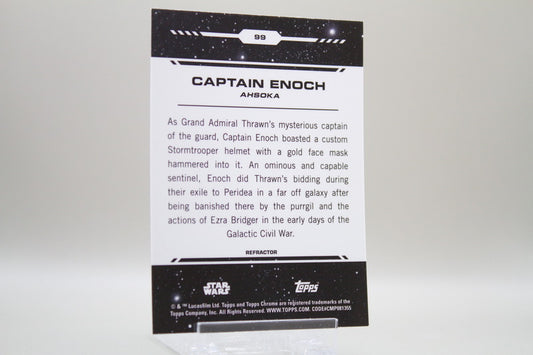 99
CAPTAIN ENOCH
AHSOKA
As Grand Admiral Thrawn's mysterious captain
of the guard, Captain Enoch boasted a custom
Stormtrooper helmet with a gold face mask
hammered into it. An ominous and capable
sentinel, Enoch did Thrawn's bidding during
their exile to Peridea in a far off galaxy after
being banished there by the purrgil and the
actions of Ezra Bridger in the early days of the
Galactic Civil War.
REFRACTOR
STAR
WARS
Topps
© & ™ Lucasfilm Ltd. Topps and Topps Chrome are registered trademarks of the
Topps Company, Inc. All Rights Reserved. WWW.TOPPS.COM. CODE#CMP081355